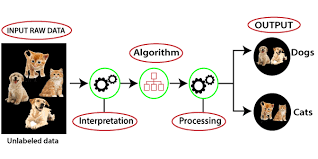 INPUT RAW DATA
Unlabeled data
Interpretation
Algorithm
Processing
OUTPUT
Dogs
Cats